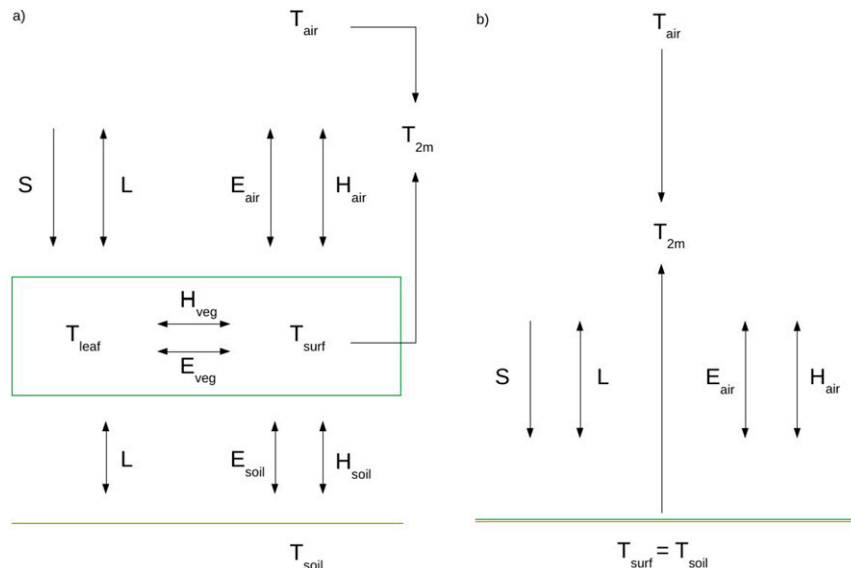 a)
T_air
T_2m
S
L
E_air
H_air
H_veg
T_leaf
T_surf
E_veg
L
E_soil
H_soil
T_soil
b)
T_air
T_2m
S
L
E_air
H_air
T_surf = T_soil